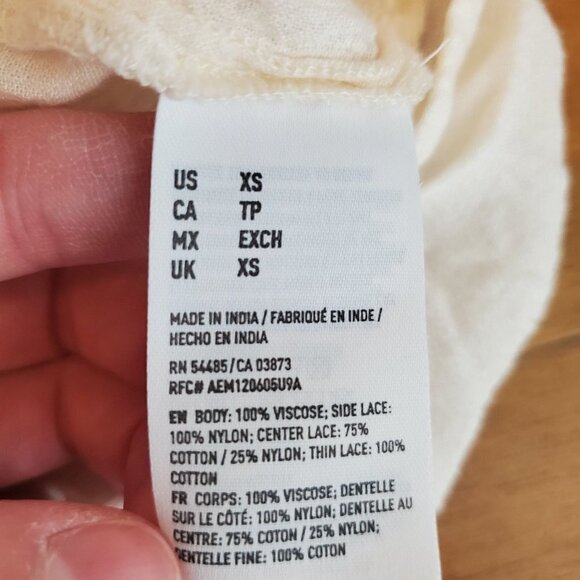 US XS
CA TP
MX EXCH
UK XS
MADE IN INDIA / FABRIQUÉ EN INDE /
HECHO EN INDIA
RN 54485/CA 03873
RFC# AEM120605U9A
EN BODY: 100% VISCOSE; SIDE LACE:
100% NYLON; CENTER LACE: 75%
COTTON / 25% NYLON; THIN LACE: 100%
COTTON
FR CORPS: 100% VISCOSE; DENTELLE
SUR LE CÔTÉ: 100% NYLON; DENTELLE AU
CENTRE: 75% COTON / 25% NYLON;
DENTELLE FINE: 100% COTON